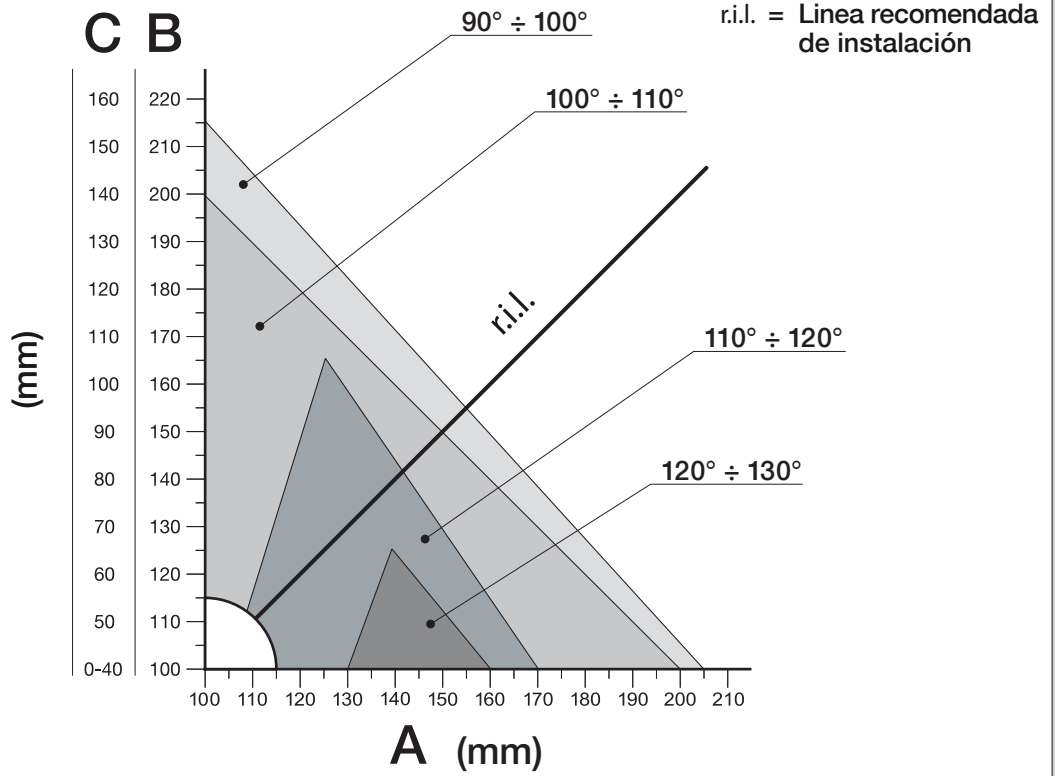 C B
90° ÷ 100°
r.i.l. = Linea recomendada
de instalación
100° ÷ 110°
160 220
150 210
140 200
130 190
120 180
110 170
100 160
90 150
80 140
70 130
60 120
50 110
0-40 100
(mm)
r.i.l.
110° ÷ 120°
120° ÷ 130°
100 110 120 130 140 150 160 170 180 190 200 210
A (mm)